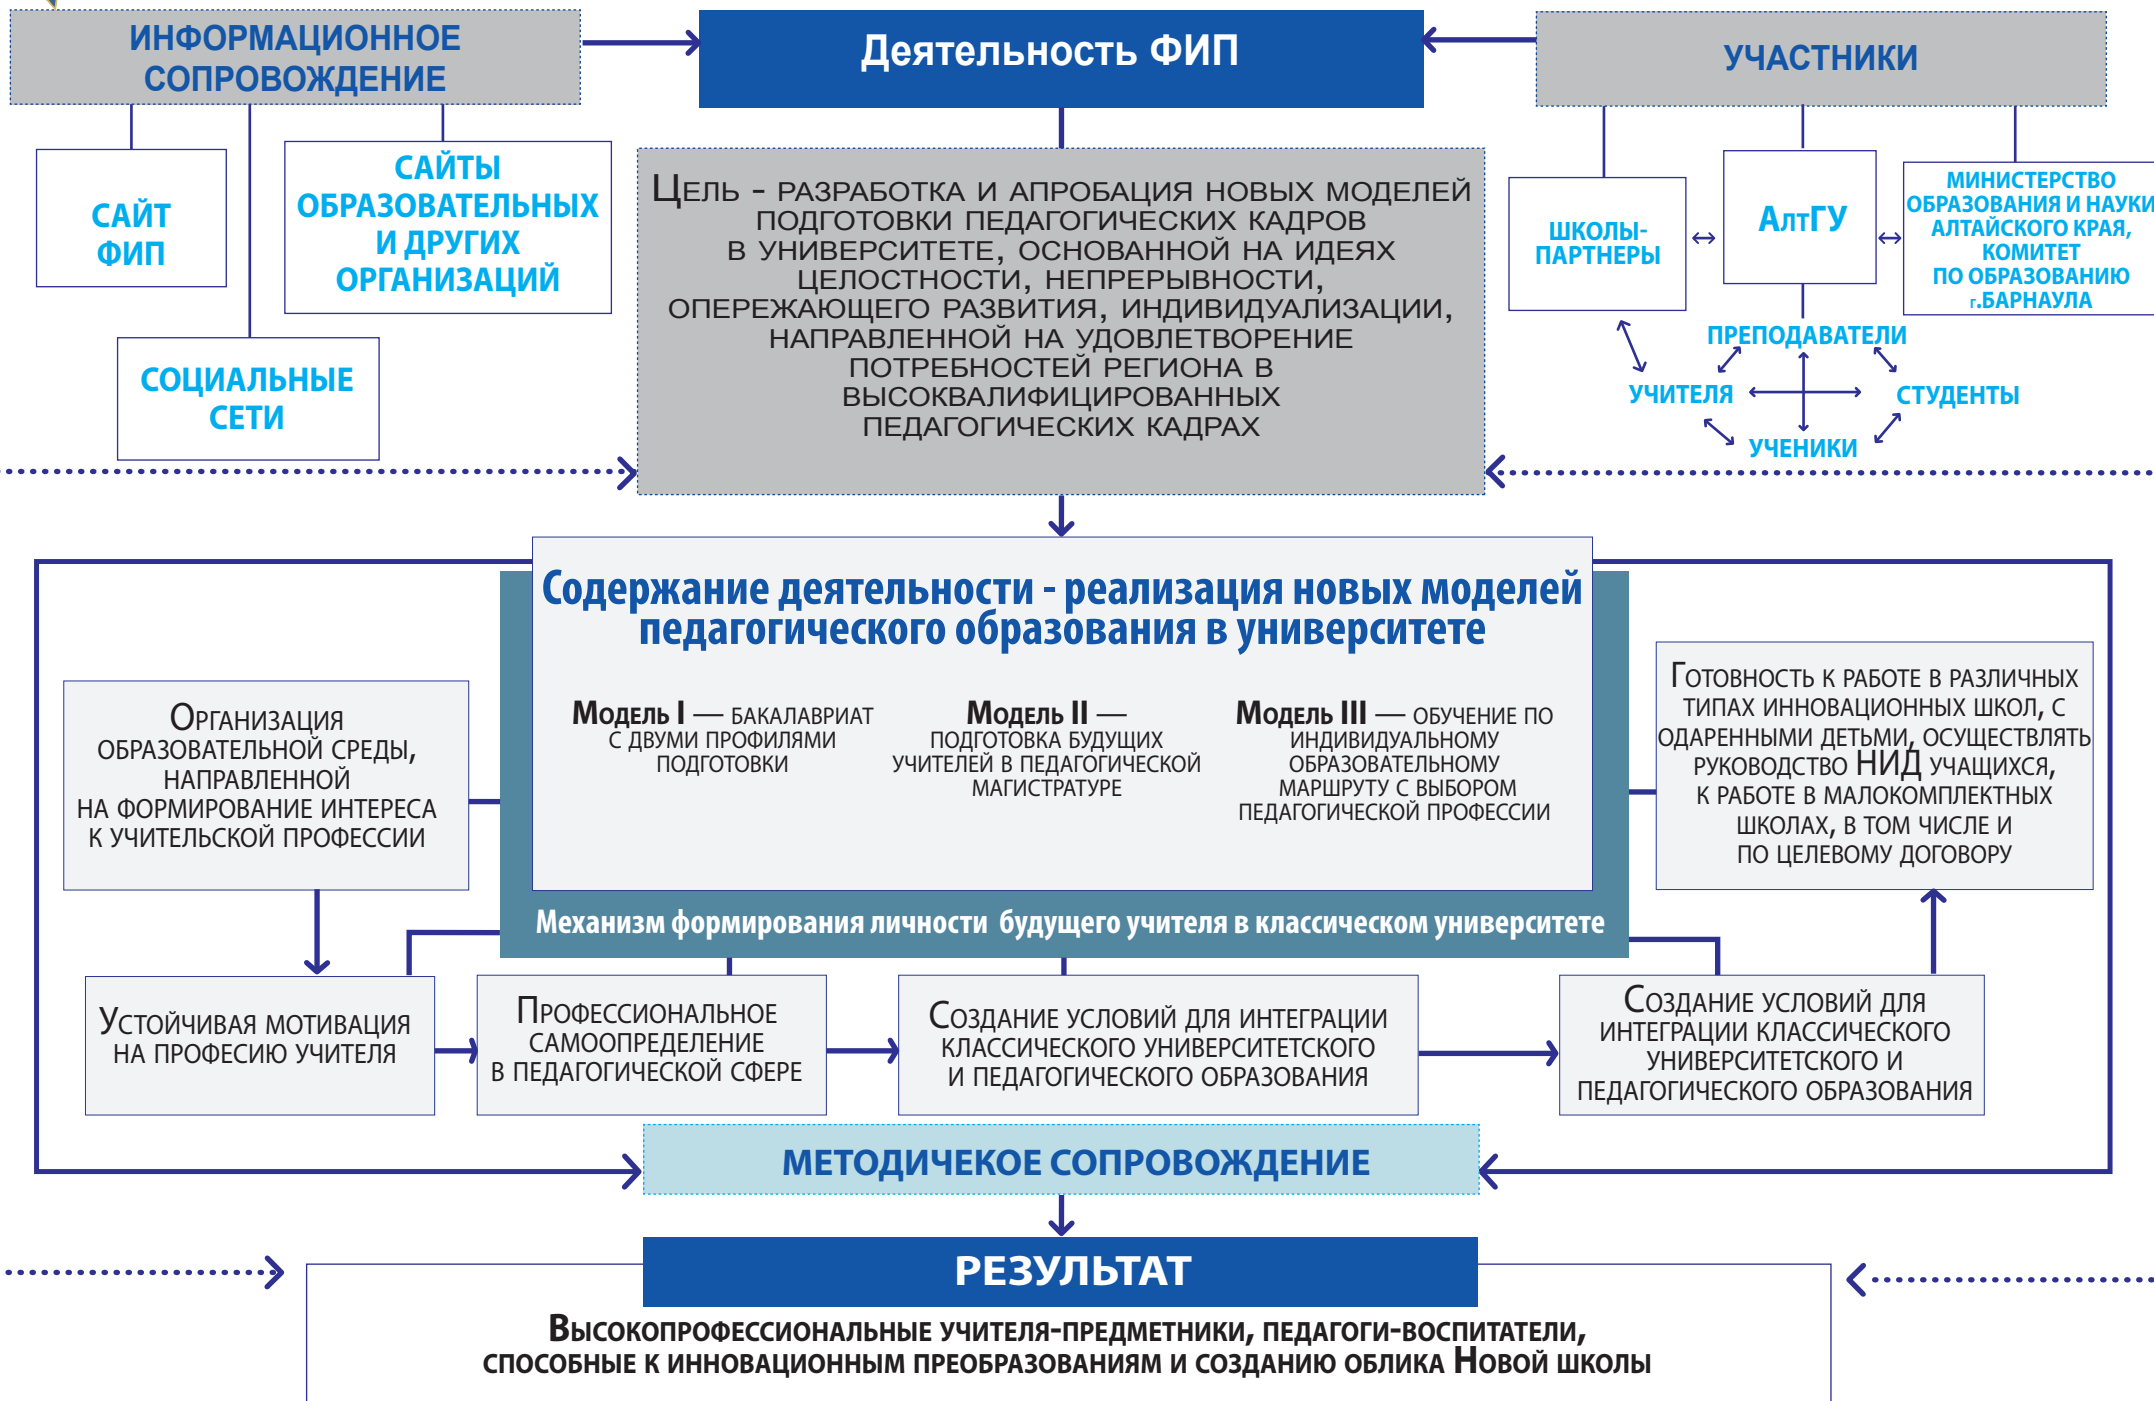 ИНФОРМАЦИОННОЕ
СОПРОВОЖДЕНИЕ
Деятельность ФИП
УЧАСТНИКИ
САЙТ
ФИП
САЙТЫ
ОБРАЗОВАТЕЛЬНЫХ
И ДРУГИХ
ОРГАНИЗАЦИЙ
СОЦИАЛЬНЫЕ
СЕТИ
Цель - разработка и апробация новых моделей
подготовки педагогических кадров
в университете, основанной на идеях
целостности, непрерывности,
опережающего развития, индивидуализации,
направленной на удовлетворение
потребностей региона в
высоквалифицированных
педагогических кадрах
ШКОЛЫ-
ПАРТНЕРЫ
АлтГУ
МИНИСТЕРСТВО
ОБРАЗОВАНИЯ И НАУКИ
АЛТАЙСКОГО КРАЯ,
КОМИТЕТ
ПО ОБРАЗОВАНИЮ
г.БАРНАУЛА
ПРЕПОДАВАТЕЛИ
УЧИТЕЛЯ
СТУДЕНТЫ
УЧЕНИКИ
Содержание деятельности - реализация новых моделей
педагогического образования в университете
Модель I — бакалавриат
с двумя профилями
подготовки
Модель II —
подготовка будущих
учителей в педагогической
магистратуре
Модель III — обучение по
индивидуальному
образовательному
маршруту с выбором
педагогической профессии
Механизм формирования личности будущего учителя в классическом университете
Организация
образовательной среды,
направленной
на формирование интереса
к учительской профессии
Готовность к работе в различных
типах инновационных школ, с
одаренными детьми, осуществлять
руководство НИД учащихся,
к работе в малокомплектных
школах, в том числе и
по целевому договору
Устойчивая мотивация
на професию учителя
Профессиональное
самоопределение
в педагогической сфере
Создание условий для интеграции
классического университетского
и педагогического образования
Создание условий для
интеграции классического
университетского и
педагогического образования
МЕТОДИЧЕКОЕ СОПРОВОЖДЕНИЕ
РЕЗУЛЬТАТ
Высокопрофессиональные учителя-предметники, педагоги-воспитатели,
способные к инновационным преобразованиям и созданию облика Новой школы